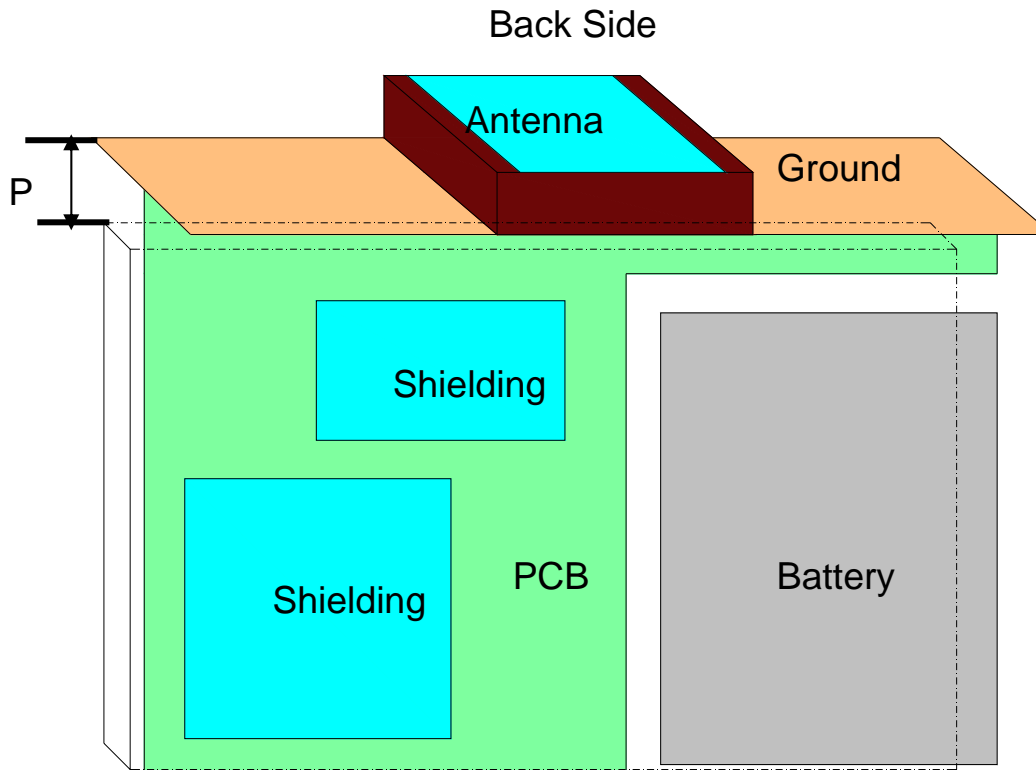 Back Side
Antenna
Ground
P
Shielding
Shielding
PCB
Battery